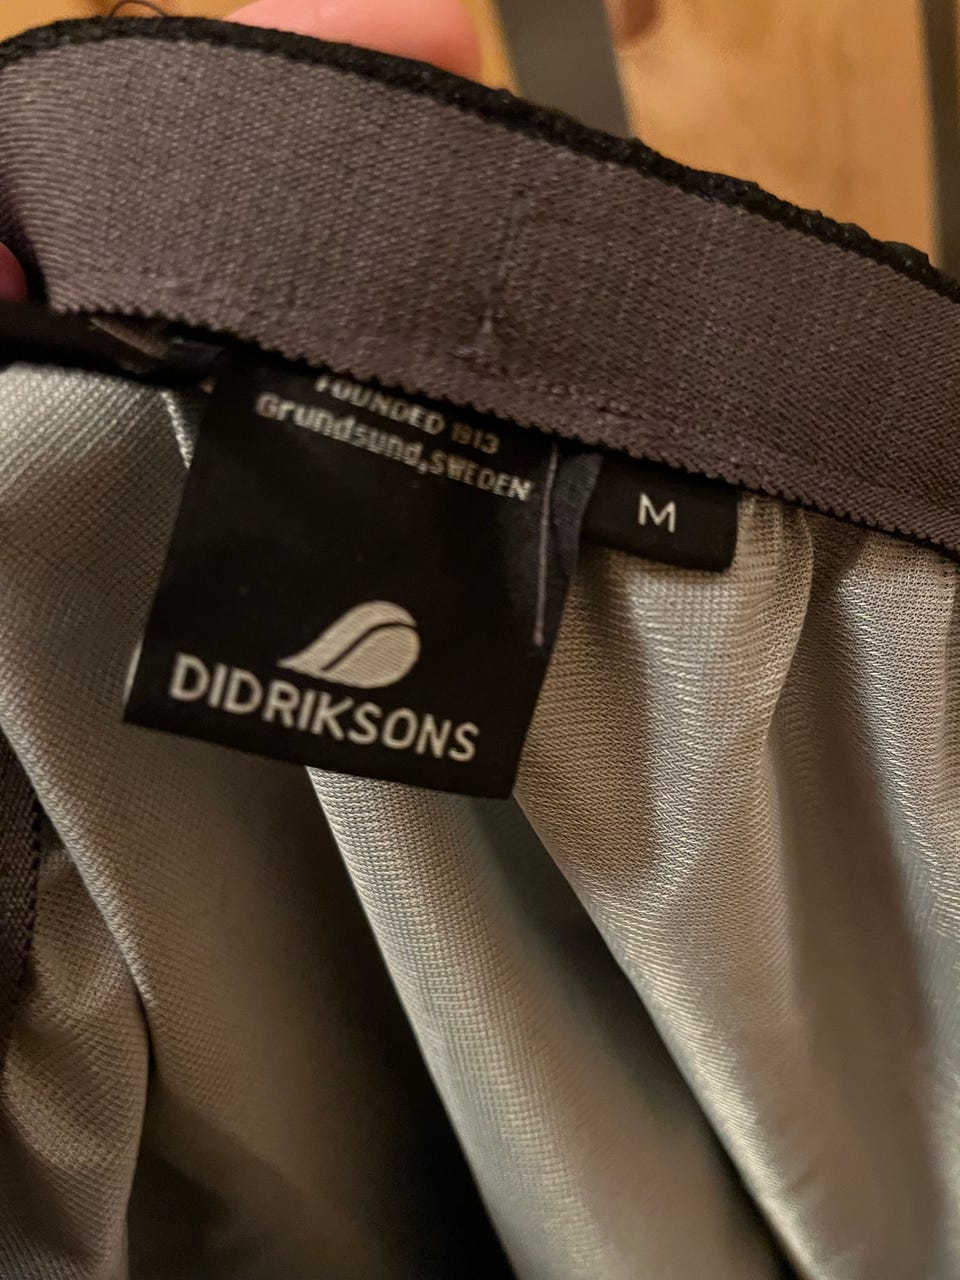 FOUNDED 1913
Grundsund, SWEDEN
M
DIDRIKSONS